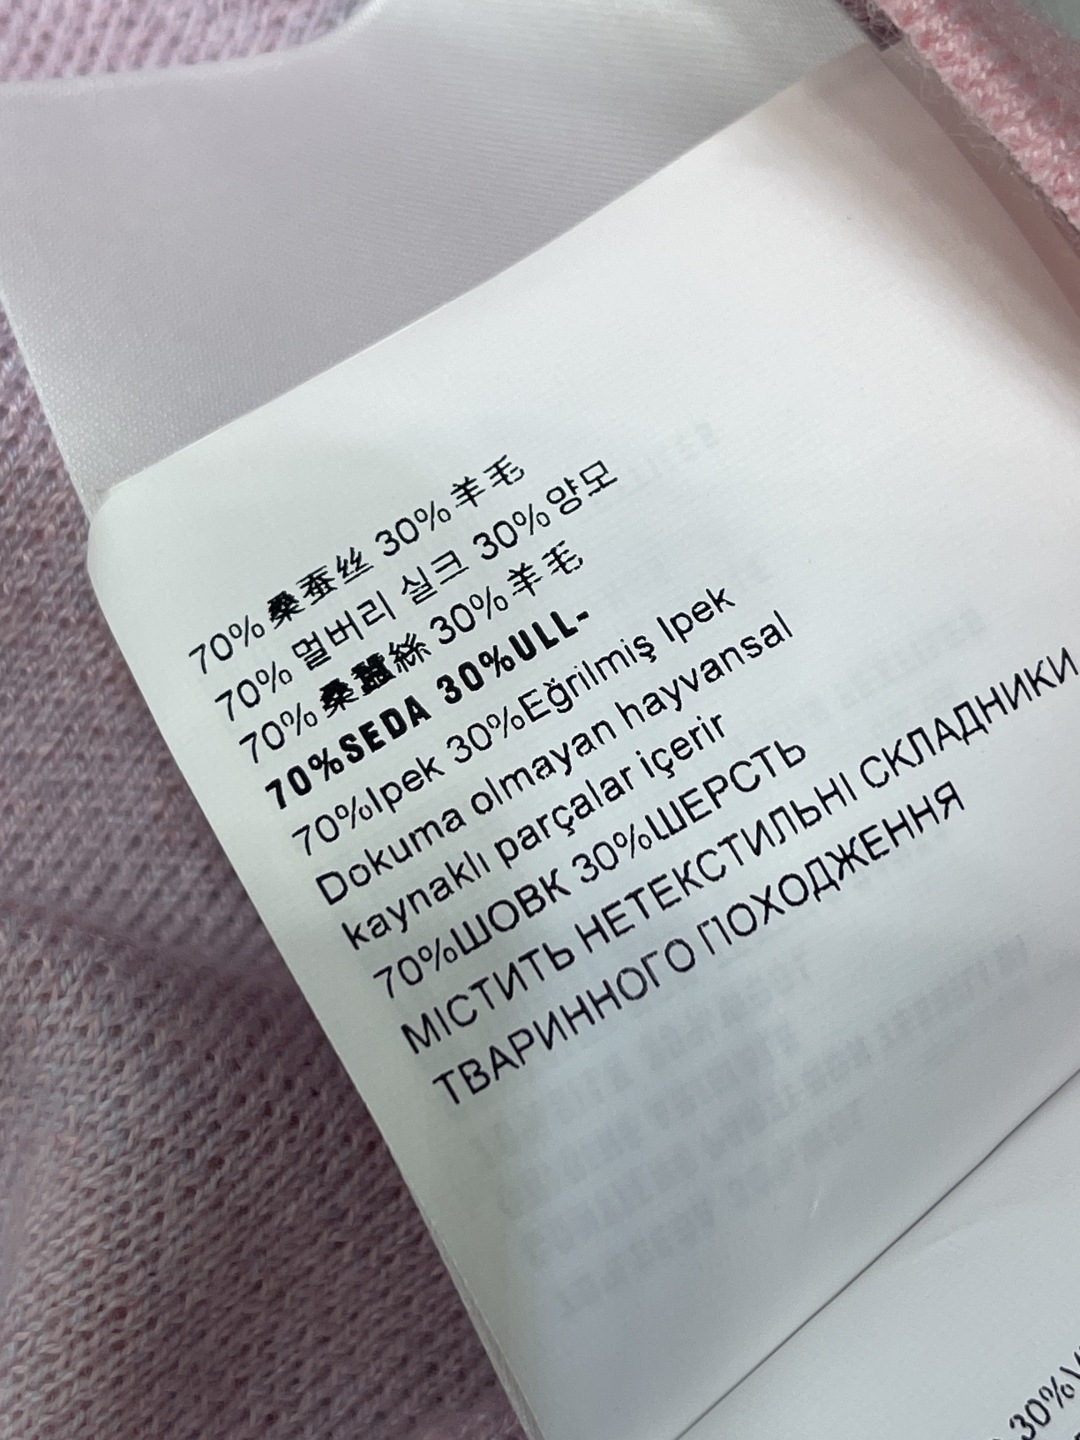 70%桑蚕丝 30%羊毛
70% 멀버리 실크 30%양모
70%桑蠶絲 30%羊毛
70%SEDA 30%ULL-
70%Ipek 30%Eğrilmiş Ipek
Dokuma olmayan hayvansal
kaynaklı parçalar içerir
70%ШОВК 30%ШЕРСТЬ
МІСТИТЬ НЕТЕКСТИЛЬНІ СКЛАДНИКИ
ТВАРИННОГО ПОХОДЖЕННЯ
30%